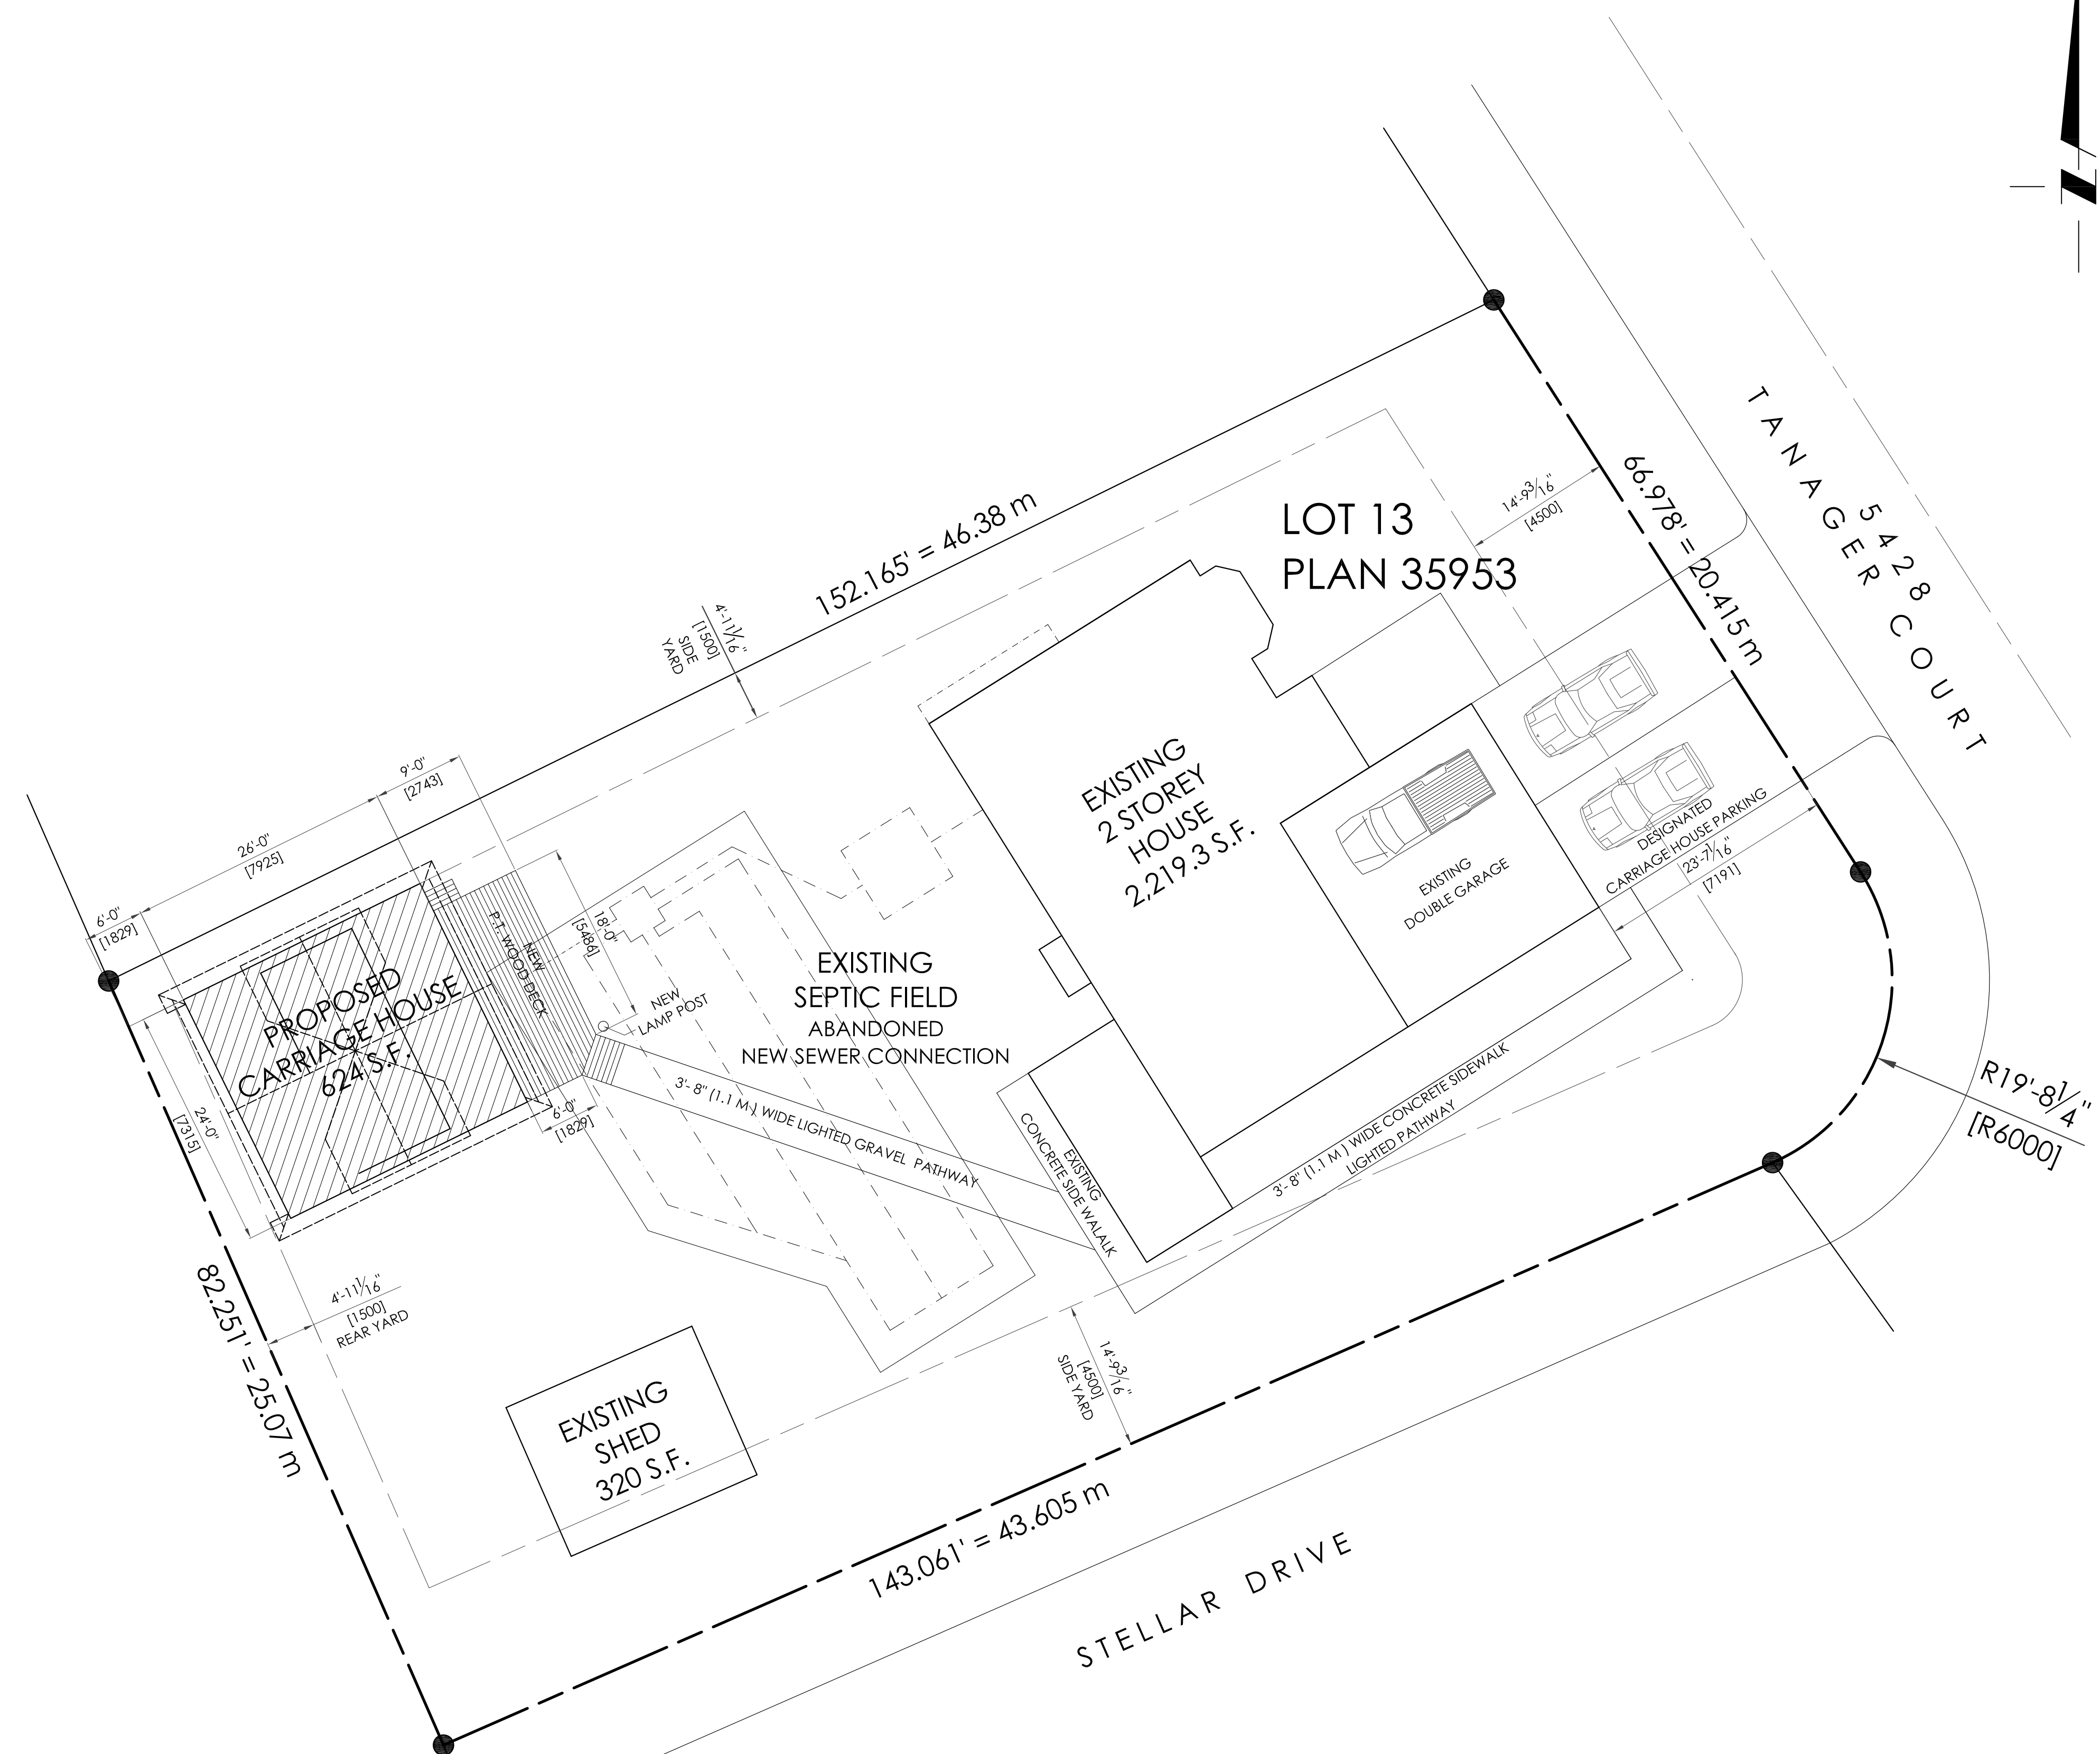 N
TANAGER COURT
5428
LOT 13
PLAN 35953
14'-9 3/16"
[4500]
66.978' = 20.415 m
152.165' = 46.38 m
4'-11 1/16"
[1500]
SIDE
YARD
9'-0"
[2743]
26'-0"
[7925]
6'-0"
[1829]
18'-0"
[5486]
NEW
P.T. WOOD DECK
PROPOSED
CARRIAGE HOUSE
624 S.F.
NEW
LAMP POST
EXISTING
SEPTIC FIELD
ABANDONED
NEW SEWER CONNECTION
EXISTING
2 STOREY
HOUSE
2,219.3 S.F.
EXISTING
DOUBLE GARAGE
DESIGNATED
CARRIAGE HOUSE PARKING
23'-7 1/16"
[7191]
24'-0"
[7315]
6'-0"
[1829]
3'- 8" (1.1 M ) WIDE LIGHTED GRAVEL PATHWAY
EXISTING
CONCRETE SIDE WALALK
3'- 8" (1.1 M ) WIDE CONCRETE SIDEWALK
LIGHTED PATHWAY
R19'-8 1/4"
[R6000]
82.251' = 25.07 m
4'-11 1/16"
[1500]
REAR YARD
EXISTING
SHED
320 S.F.
14'-9 3/16"
[4500]
SIDE YARD
143.061' = 43.605 m
STELLAR DRIVE